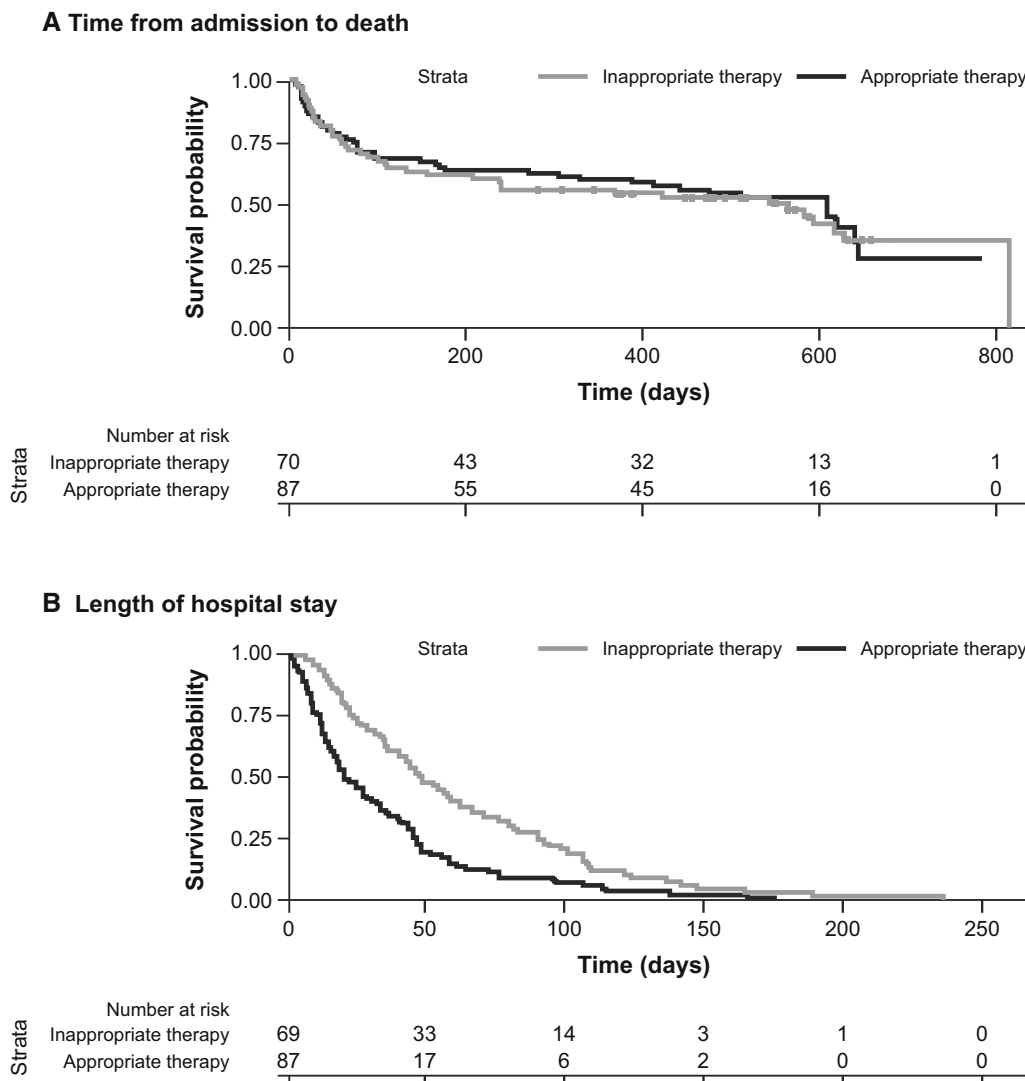 A Time from admission to death
Strata Inappropriate therapy Appropriate therapy
Survival probability
1.00
0.75
0.50
0.25
0.00
0 200 400 600 800
Time (days)
Strata
Number at risk
Inappropriate therapy 70 43 32 13 1
Appropriate therapy 87 55 45 16 0
B Length of hospital stay
Strata Inappropriate therapy Appropriate therapy
Survival probability
1.00
0.75
0.50
0.25
0.00
0 50 100 150 200 250
Time (days)
Strata
Number at risk
Inappropriate therapy 69 33 14 3 1 0
Appropriate therapy 87 17 6 2 0 0